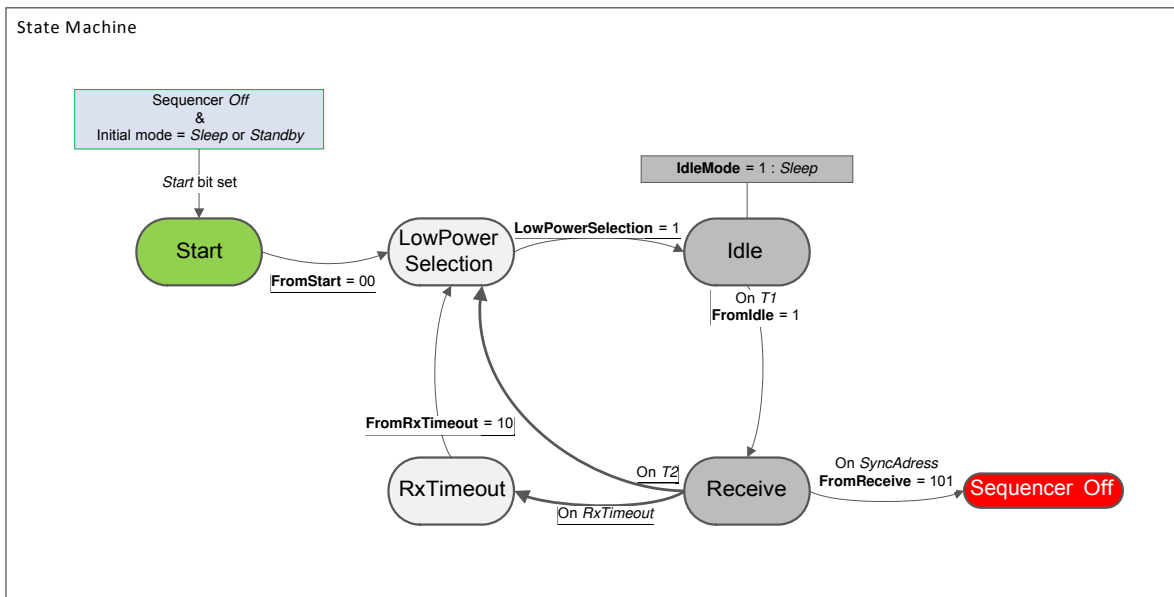 State Machine
Sequencer Off
&
Initial mode = Sleep or Standby
Start bit set
IdleMode = 1 : Sleep
Start
FromStart = 00
LowPower
Selection
LowPowerSelection = 1
Idle
On T1
FromIdle = 1
FromRxTimeout = 10
RxTimeout
On T2
On RxTimeout
Receive
On SyncAdress
FromReceive = 101
Sequencer Off